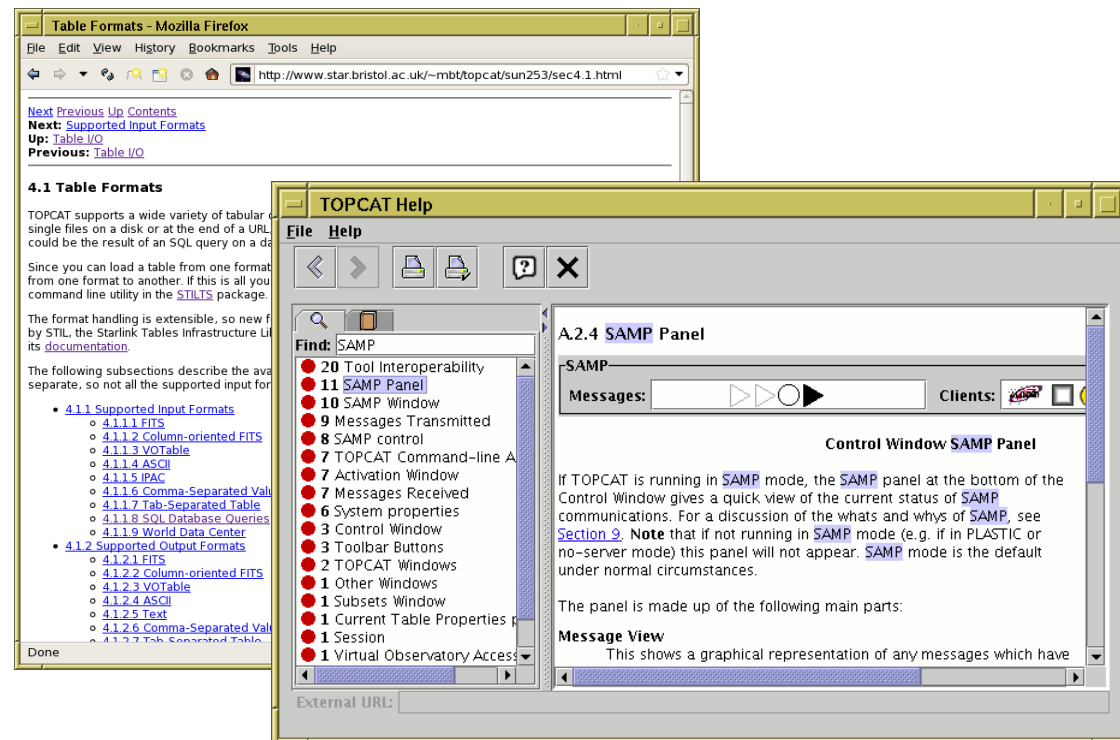 Table Formats - Mozilla Firefox
File Edit View History Bookmarks Tools Help
http://www.star.bristol.ac.uk/~mbt/topcat/sun253/sec4.1.html
Next Previous Up Contents
Next: Supported Input Formats
Up: Table I/O
Previous: Table I/O
4.1 Table Formats
TOPCAT supports a wide variety of tabular
single files on a disk or at the end of a URL
could be the result of an SQL query on a da
Since you can load a table from one format
from one format to another. If this is all you
command line utility in the STILTS package.
The format handling is extensible, so new f
by STIL, the Starlink Tables Infrastructure Li
its documentation.
The following subsections describe the ava
separate, so not all the supported input for
4.1.1 Supported Input Formats
4.1.1.1 FITS
4.1.1.2 Column-oriented FITS
4.1.1.3 VOTable
4.1.1.4 ASCII
4.1.1.5 IPAC
4.1.1.6 Comma-Separated Valu
4.1.1.7 Tab-Separated Table
4.1.1.8 SQL Database Queries
4.1.1.9 World Data Center
4.1.2 Supported Output Formats
4.1.2.1 FITS
4.1.2.2 Column-oriented FITS
4.1.2.3 VOTable
4.1.2.4 ASCII
4.1.2.5 Text
4.1.2.6 Comma-Separated Valu
4.1.2.7 Tab-Separated Table
Done
TOPCAT Help
File Help
Find: SAMP
20 Tool Interoperability
11 SAMP Panel
10 SAMP Window
9 Messages Transmitted
8 SAMP control
7 TOPCAT Command-line A
7 Activation Window
7 Messages Received
6 System properties
3 Control Window
3 Toolbar Buttons
2 TOPCAT Windows
1 Other Windows
1 Subsets Window
1 Current Table Properties p
1 Session
1 Virtual Observatory Access
A.2.4 SAMP Panel
SAMP
Messages: Clients:
Control Window SAMP Panel
If TOPCAT is running in SAMP mode, the SAMP panel at the bottom of the
Control Window gives a quick view of the current status of SAMP
communications. For a discussion of the whats and whys of SAMP, see
Section 9. Note that if not running in SAMP mode (e.g. if in PLASTIC or
no-server mode) this panel will not appear. SAMP mode is the default
under normal circumstances.
The panel is made up of the following main parts:
Message View
This shows a graphical representation of any messages which have
External URL: